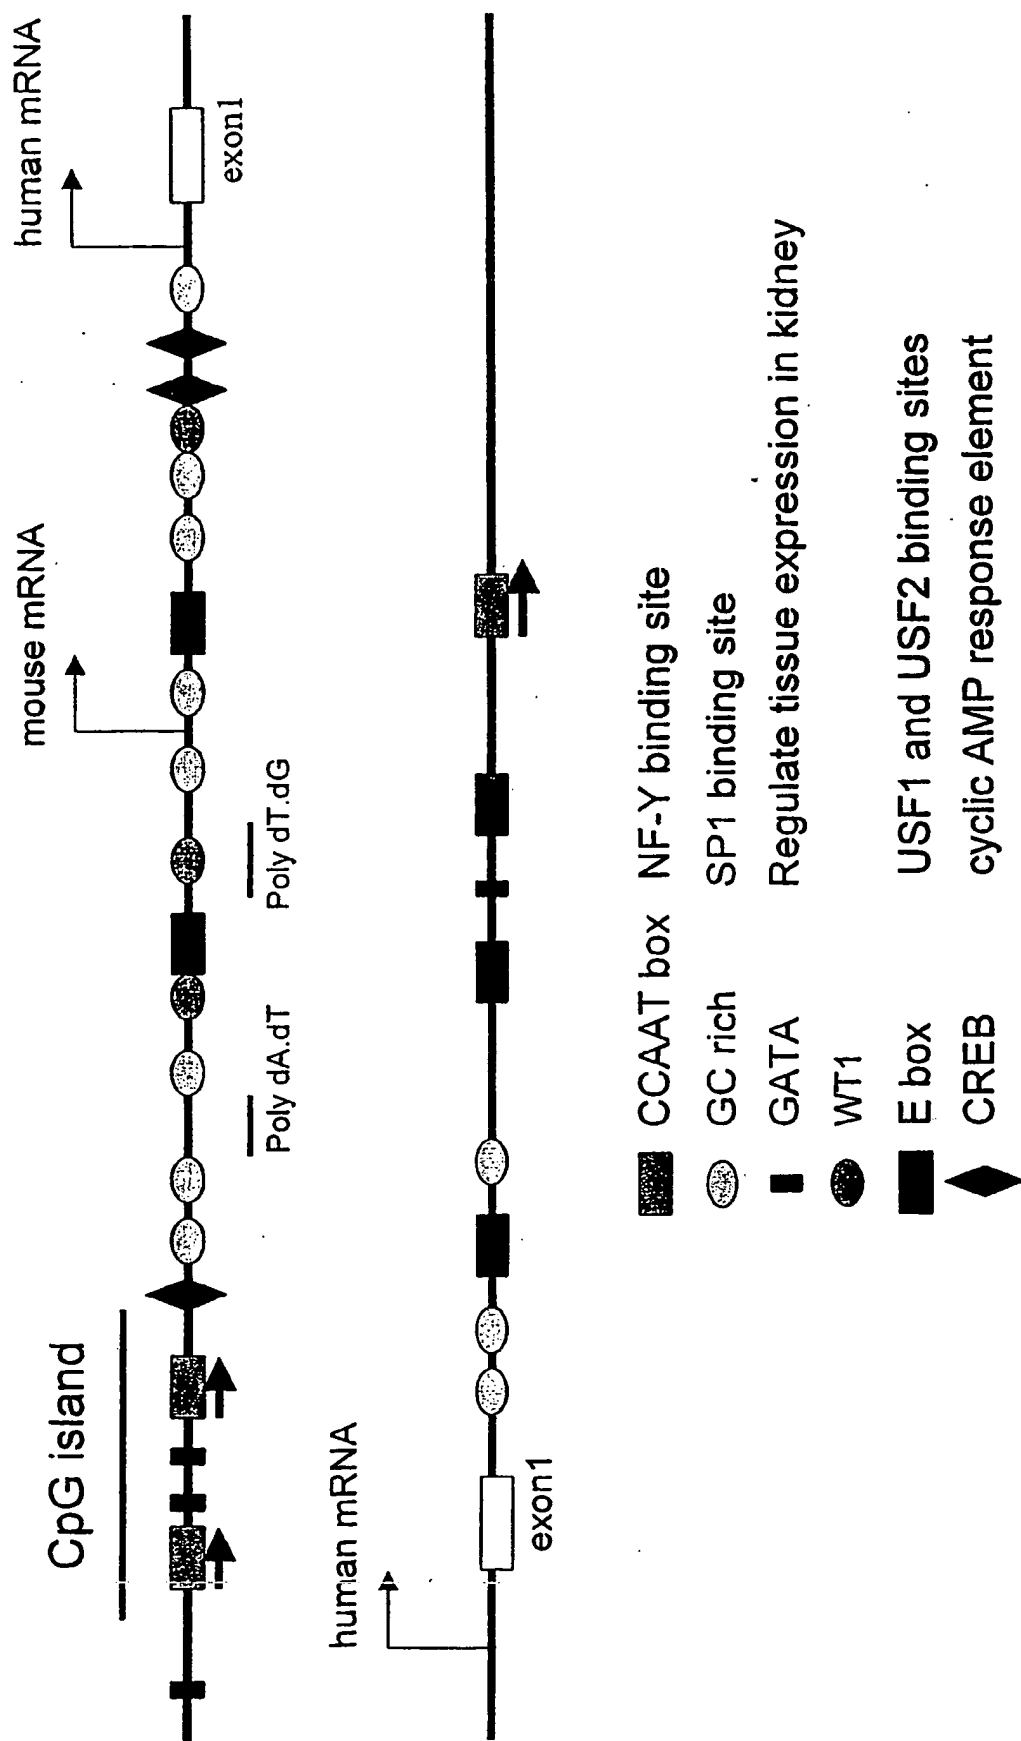 human mRNA
mouse mRNA
CpG island
exon1
Poly dA.dT
Poly dT.dG
human mRNA
exon1
CCAAT box NF-Y binding site
GC rich SP1 binding site
GATA Regulate tissue expression in kidney
WT1
E box USF1 and USF2 binding sites
CREB cyclic AMP response element